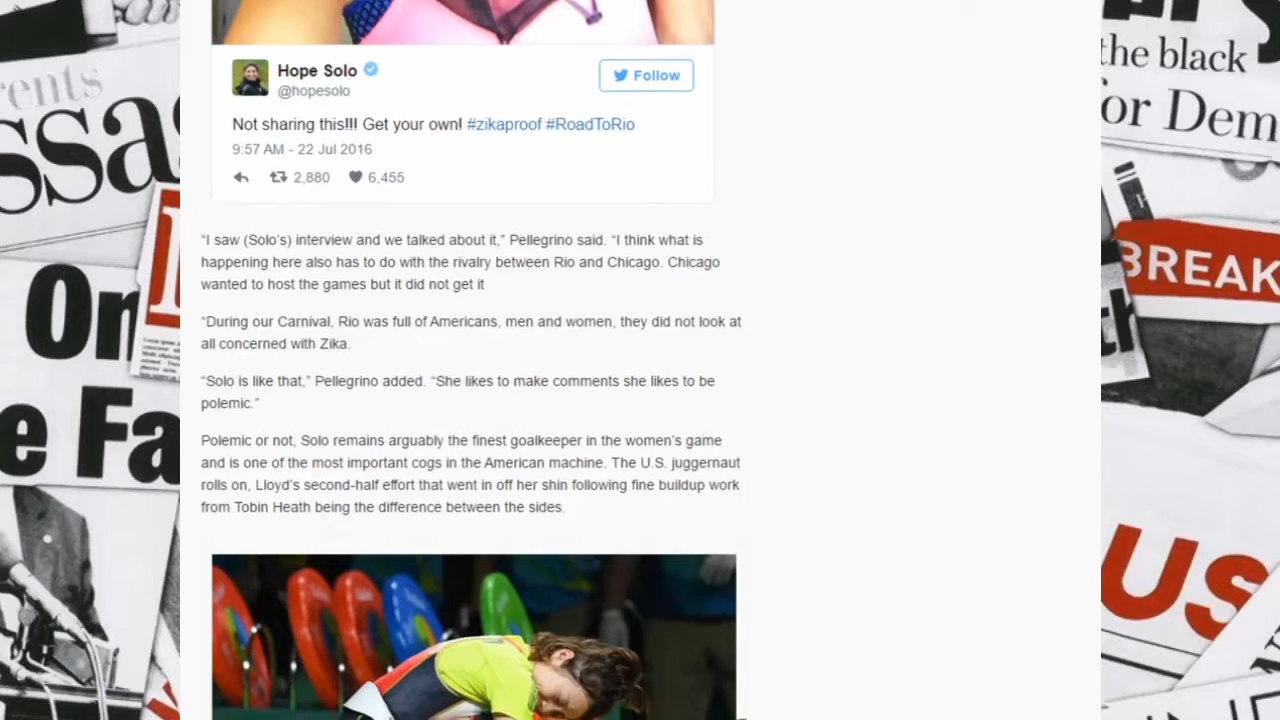 Hope Solo
Follow
@hopesolo
Not sharing this!!! Get your own! #zikaproof #RoadToRio
9:57 AM - 22 Jul 2016
2,880
6,455
“I saw (Solo’s) interview and we talked about it,” Pellegrino said. “I think what is
happening here also has to do with the rivalry between Rio and Chicago. Chicago
wanted to host the games but it did not get it
“During our Carnival, Rio was full of Americans, men and women, they did not look at
all concerned with Zika.
“Solo is like that,” Pellegrino added. “She likes to make comments she likes to be
polemic.”
Polemic or not, Solo remains arguably the finest goalkeeper in the women’s game
and is one of the most important cogs in the American machine. The U.S. juggernaut
rolls on, Lloyd’s second-half effort that went in off her shin following fine buildup work
from Tobin Heath being the difference between the sides.
rents
ssa
On
e Fa
the black
for Dem
BREAK
US